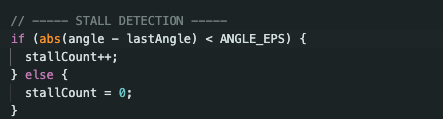 // ----- STALL DETECTION -----
if (abs(angle - lastAngle) < ANGLE_EPS) {
  stallCount++;
} else {
  stallCount = 0;
}